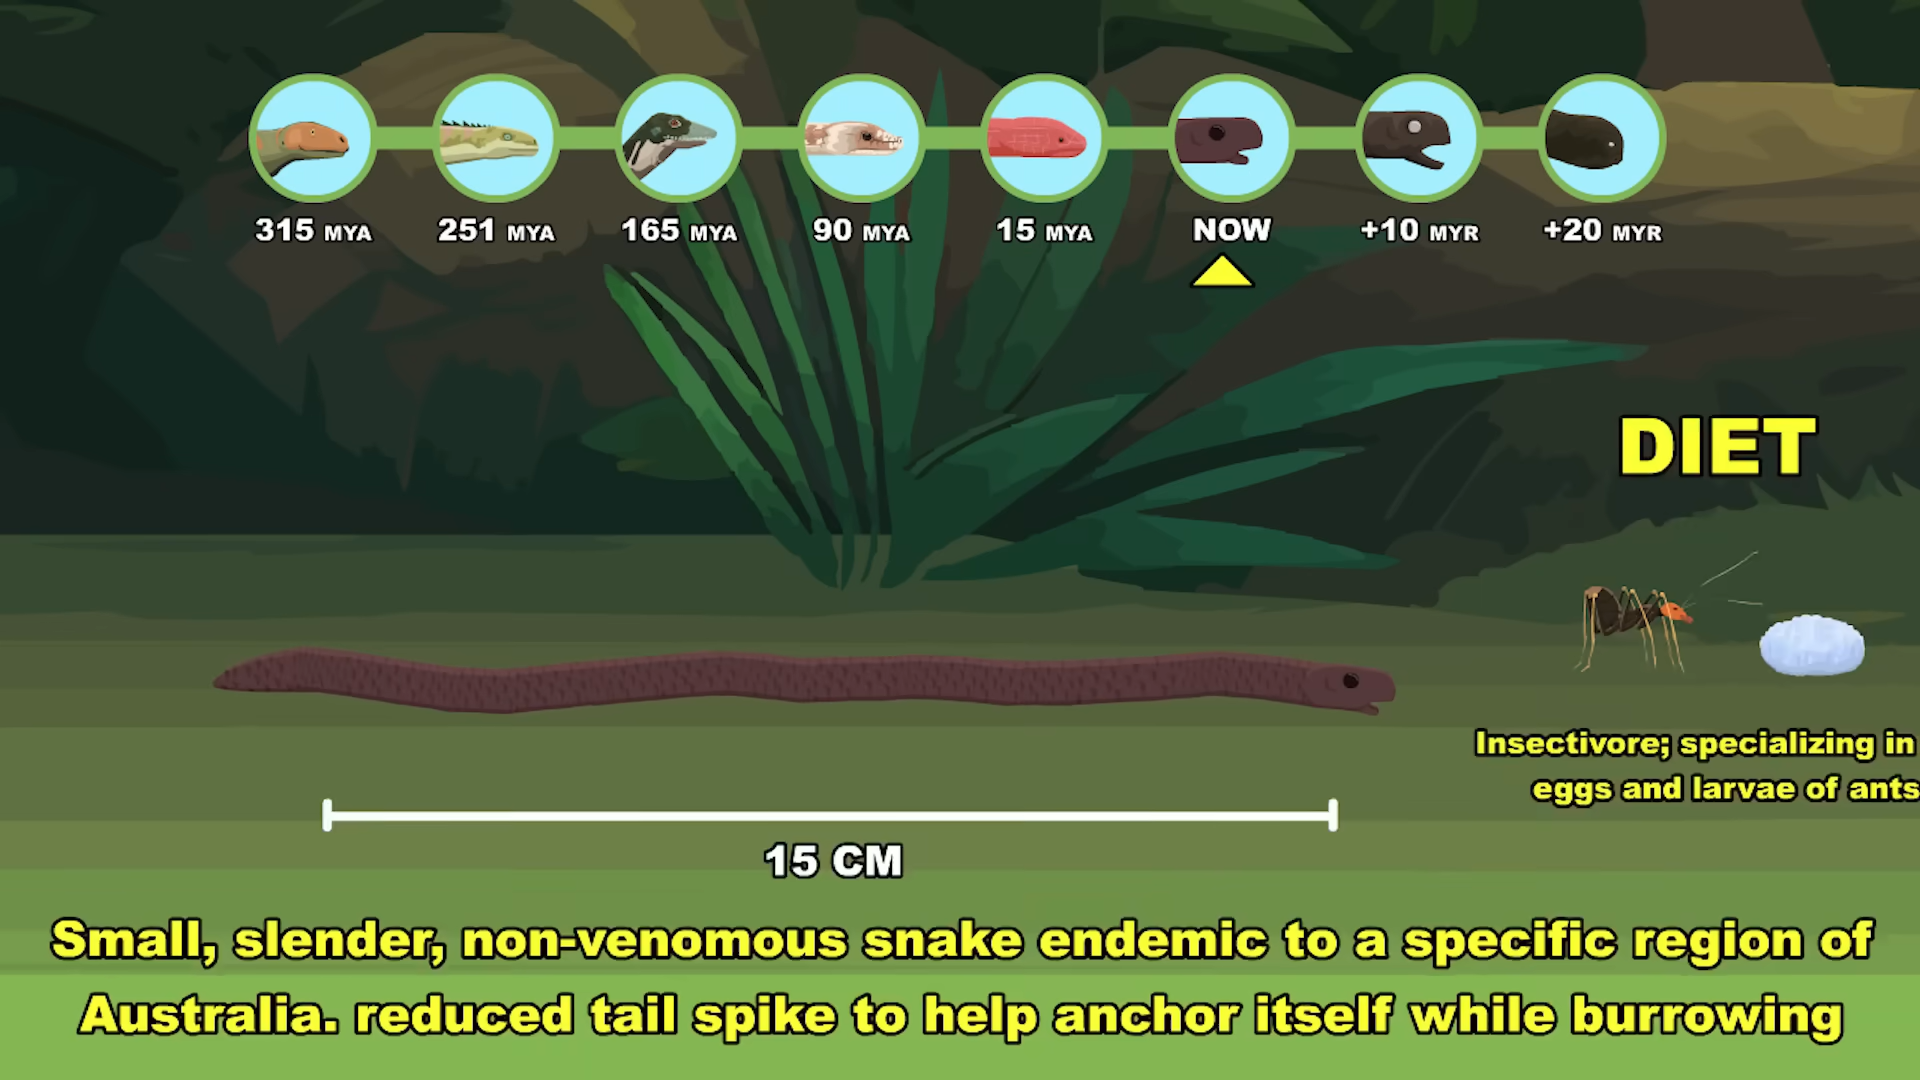 315 MYA 251 MYA 165 MYA 90 MYA 15 MYA NOW +10 MYR +20 MYR
DIET
Insectivore; specializing in
eggs and larvae of ants
15 CM
Small, slender, non-venomous snake endemic to a specific region of
Australia. reduced tail spike to help anchor itself while burrowing